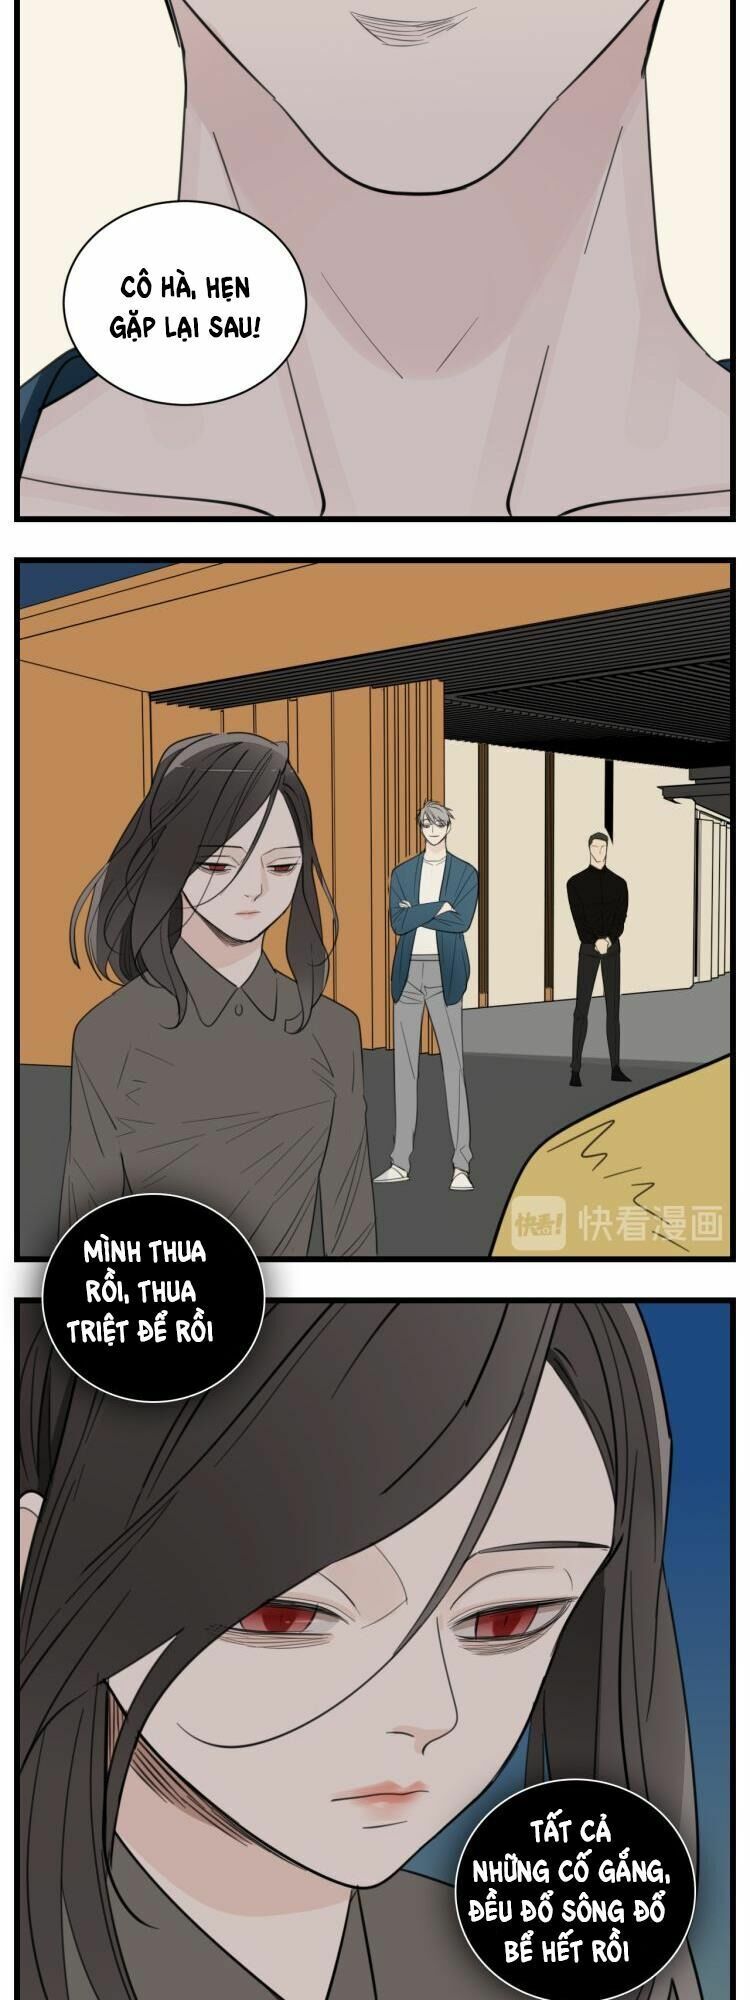 CÔ HÀ, HẸN
GẶP LẠI SAU!
快看! 快看漫画
MÌNH THUA
RỒI, THUA
TRIỆT ĐỂ RỒI
TẤT CẢ
NHỮNG CỐ GẮNG,
ĐỀU ĐỔ SÔNG ĐỔ
BỂ HẾT RỒI